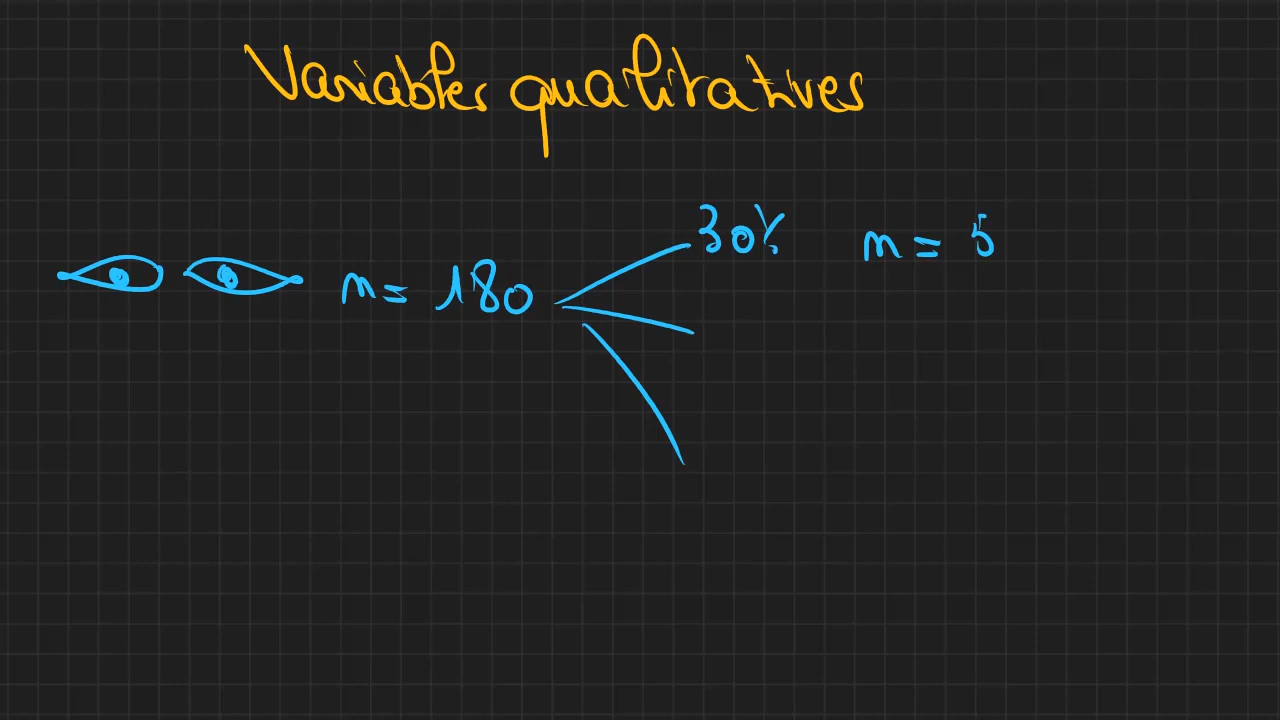 Variables qualitatives
30% n = 5
n = 180